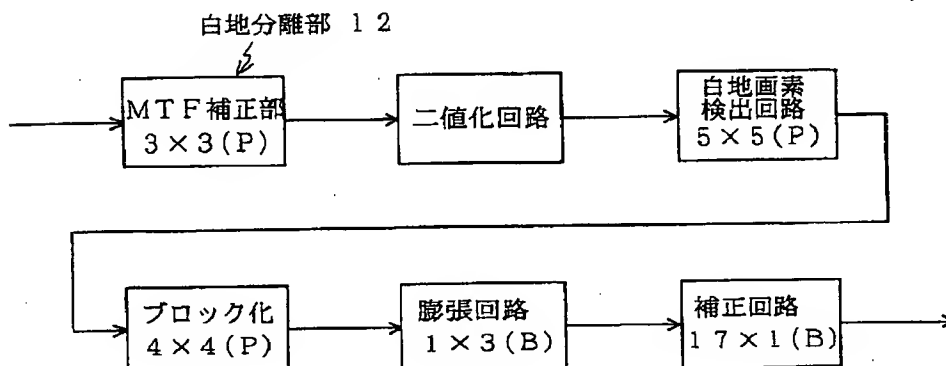 白地分離部 12
MTF補正部
3×3(P)
二値化回路
白地画素
検出回路
5×5(P)
ブロック化
4×4(P)
膨張回路
1×3(B)
補正回路
17×1(B)